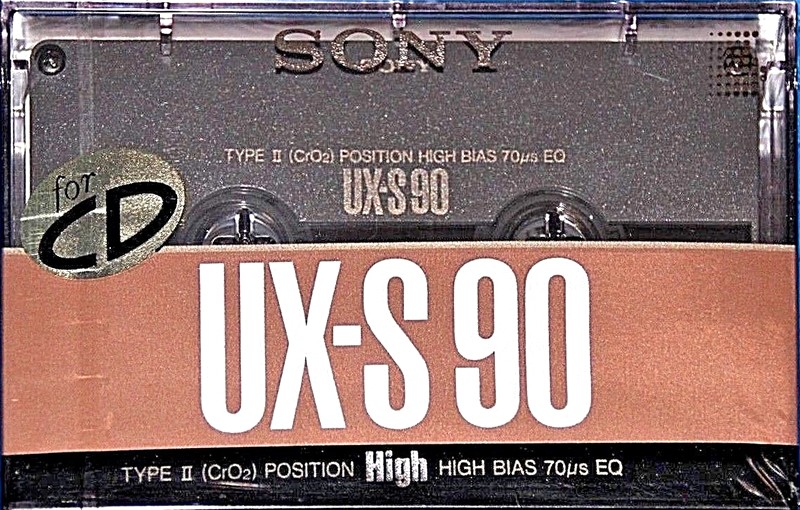 SONY
SONY
TYPE II (CrO₂) POSITION HIGH BIAS 70µs EQ
UX-S 90
for
CD
UX-S 90
TYPE II (CrO₂) POSITION High HIGH BIAS 70µs EQ